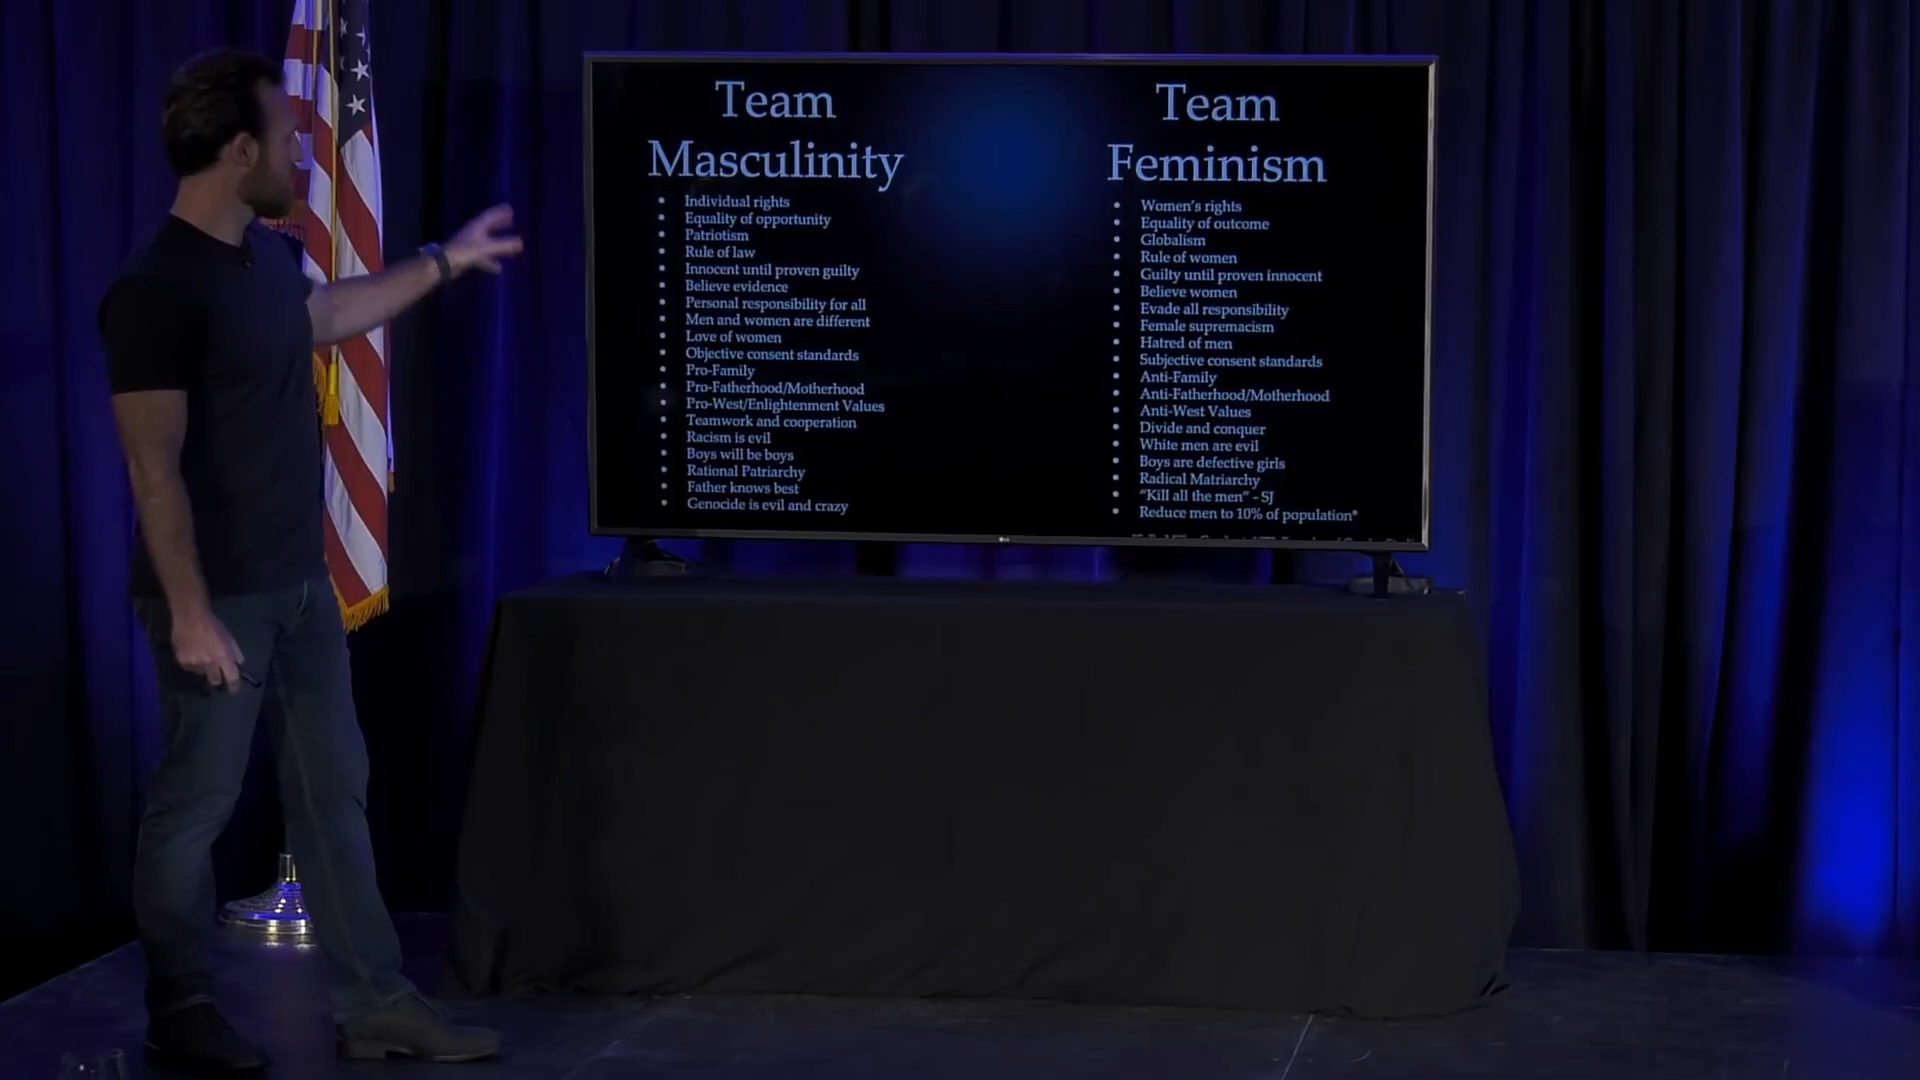 Team
Masculinity
• Individual rights
• Equality of opportunity
• Patriotism
• Rule of law
• Innocent until proven guilty
• Believe evidence
• Personal responsibility for all
• Men and women are different
• Love of women
• Objective consent standards
• Pro-Family
• Pro-Fatherhood/Motherhood
• Pro-West/Enlightenment Values
• Teamwork and cooperation
• Racism is evil
• Boys will be boys
• Rational Patriarchy
• Father knows best
• Genocide is evil and crazy
Team
Feminism
• Women's rights
• Equality of outcome
• Globalism
• Rule of women
• Guilty until proven innocent
• Believe women
• Evade all responsibility
• Female supremacism
• Hatred of men
• Subjective consent standards
• Anti-Family
• Anti-Fatherhood/Motherhood
• Anti-West Values
• Divide and conquer
• White men are evil
• Boys are defective girls
• Radical Matriarchy
• "Kill all the men" - SJ
• Reduce men to 10% of population*